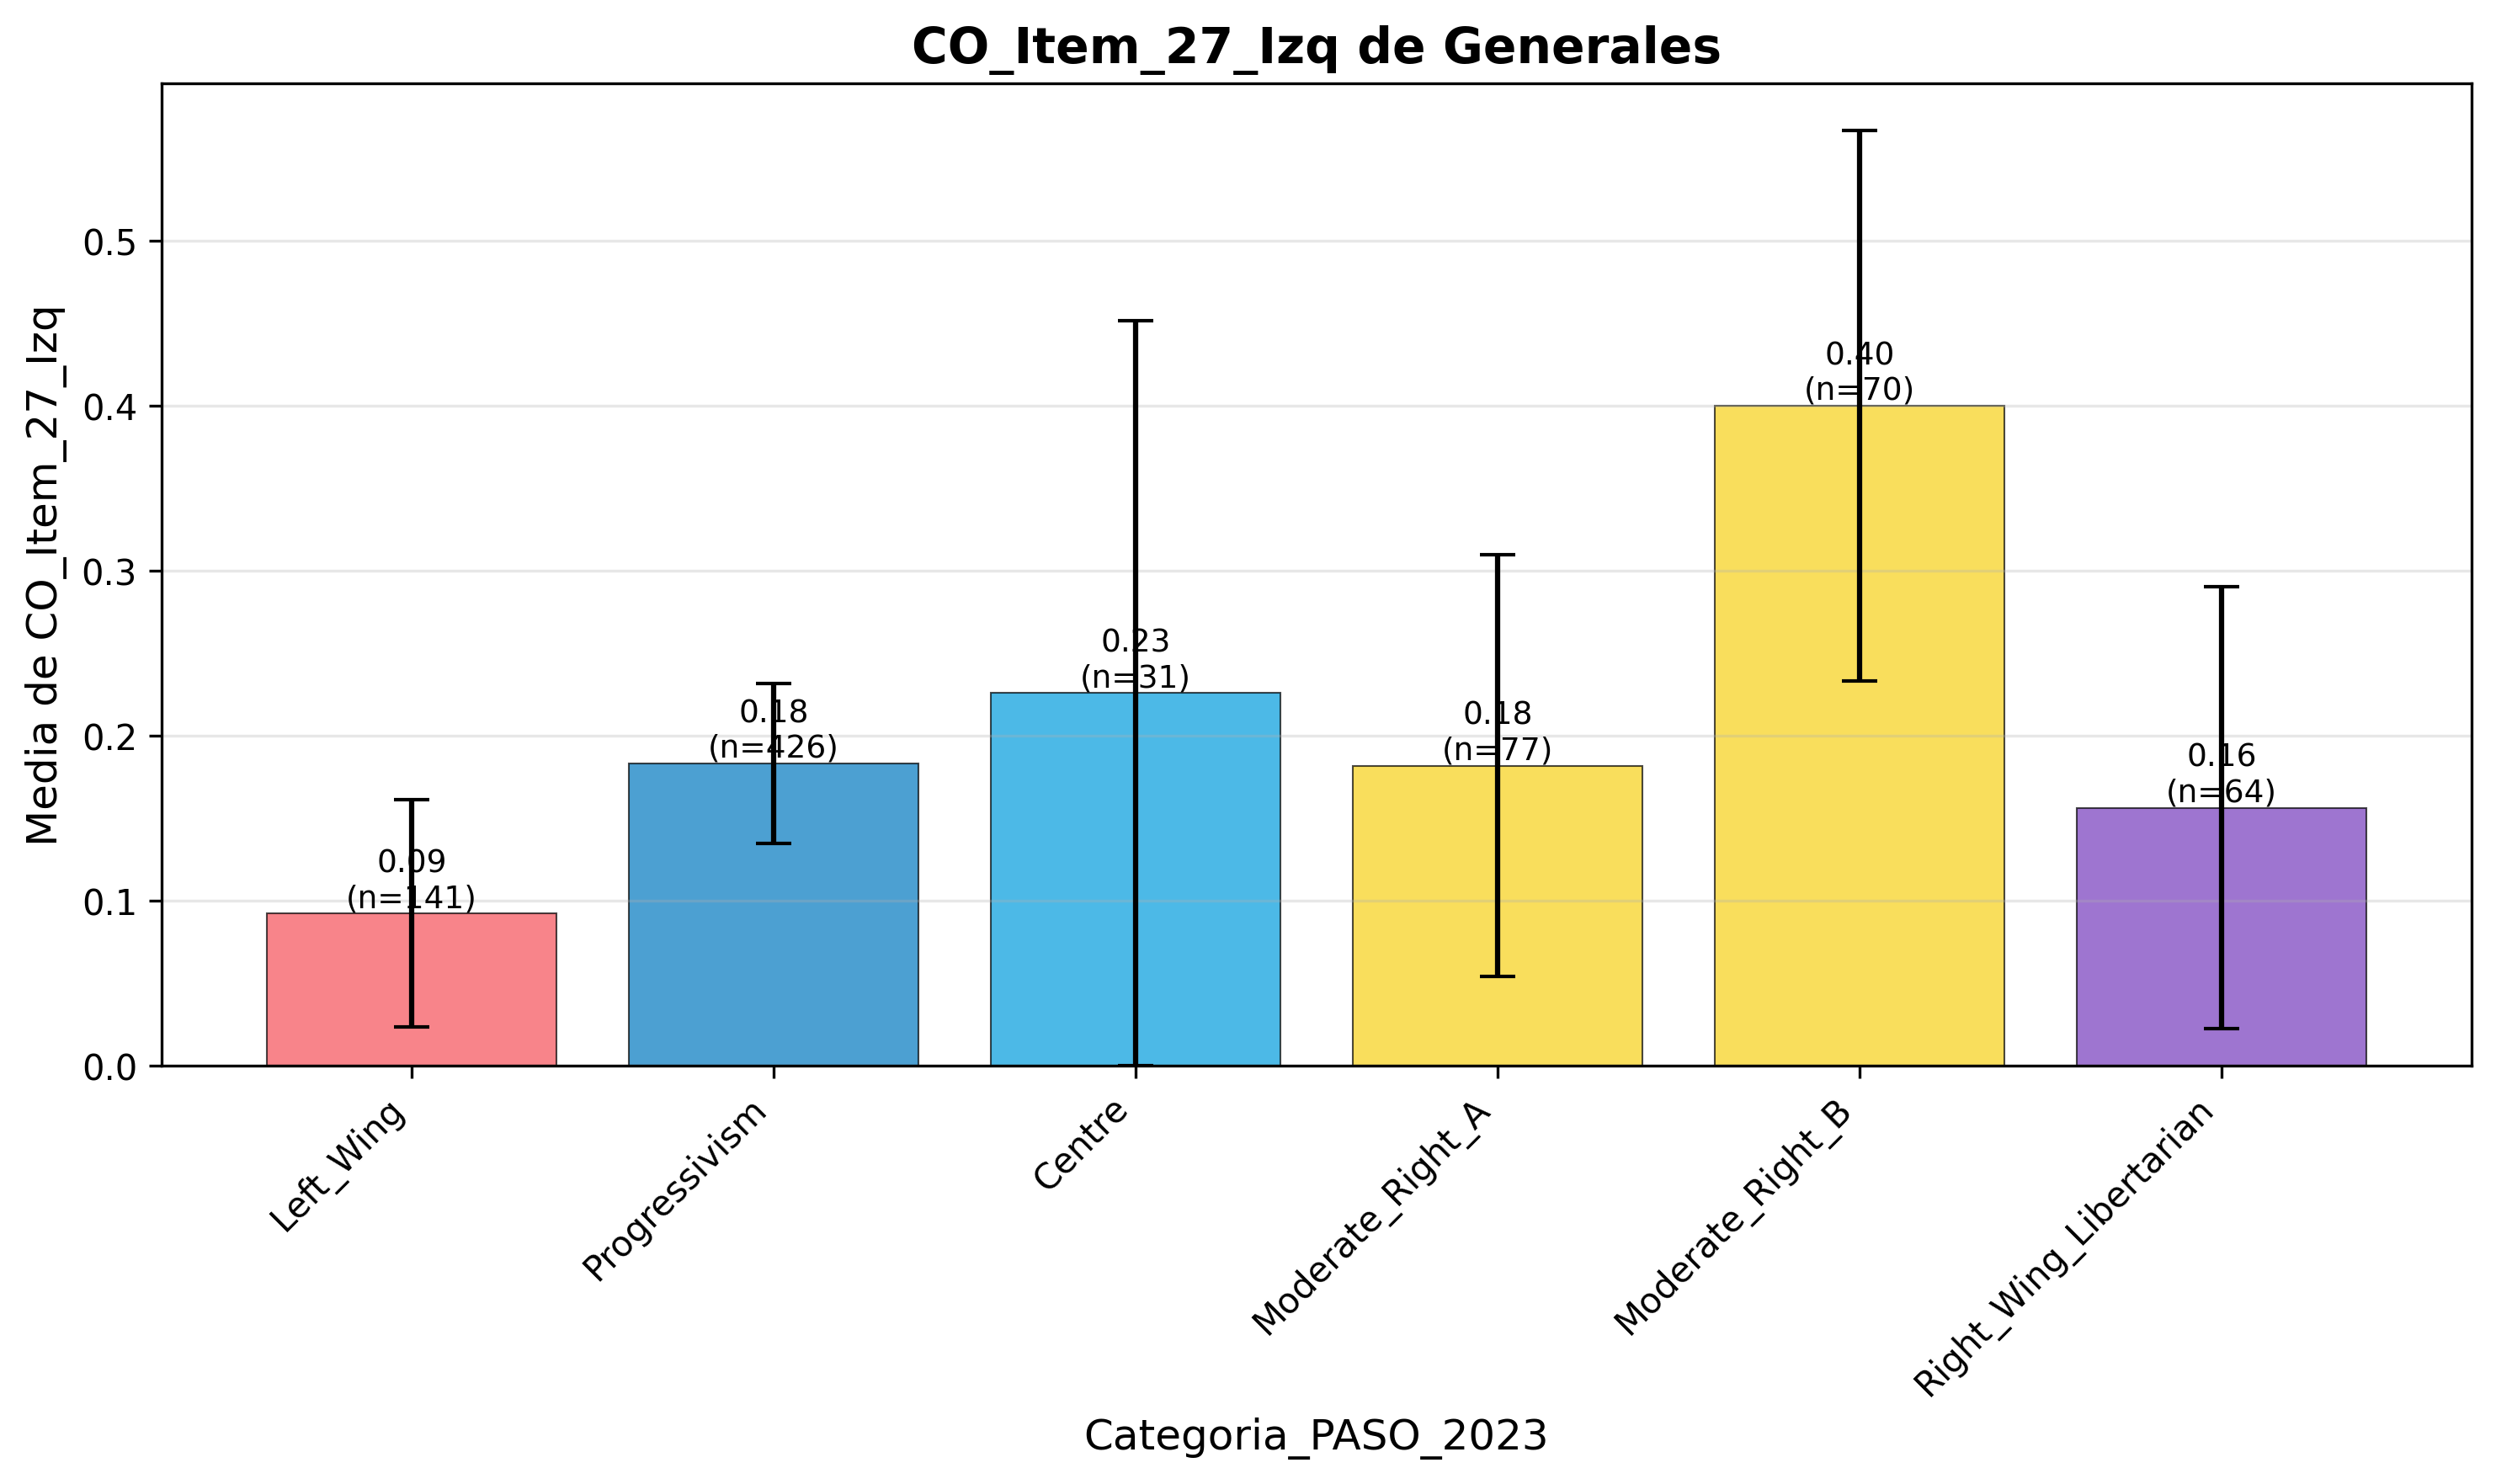 CO_Item_27_Izq de Generales
Media de CO_Item_27_Izq
0.5
0.4
0.3
0.2
0.1
0.0
0.09
(n=141)
0.18
(n=426)
0.23
(n=31)
0.18
(n=77)
0.40
(n=70)
0.16
(n=64)
Left_Wing
Progressivism
Centre
Moderate_Right_A
Moderate_Right_B
Right_Wing_Libertarian
Categoria_PASO_2023